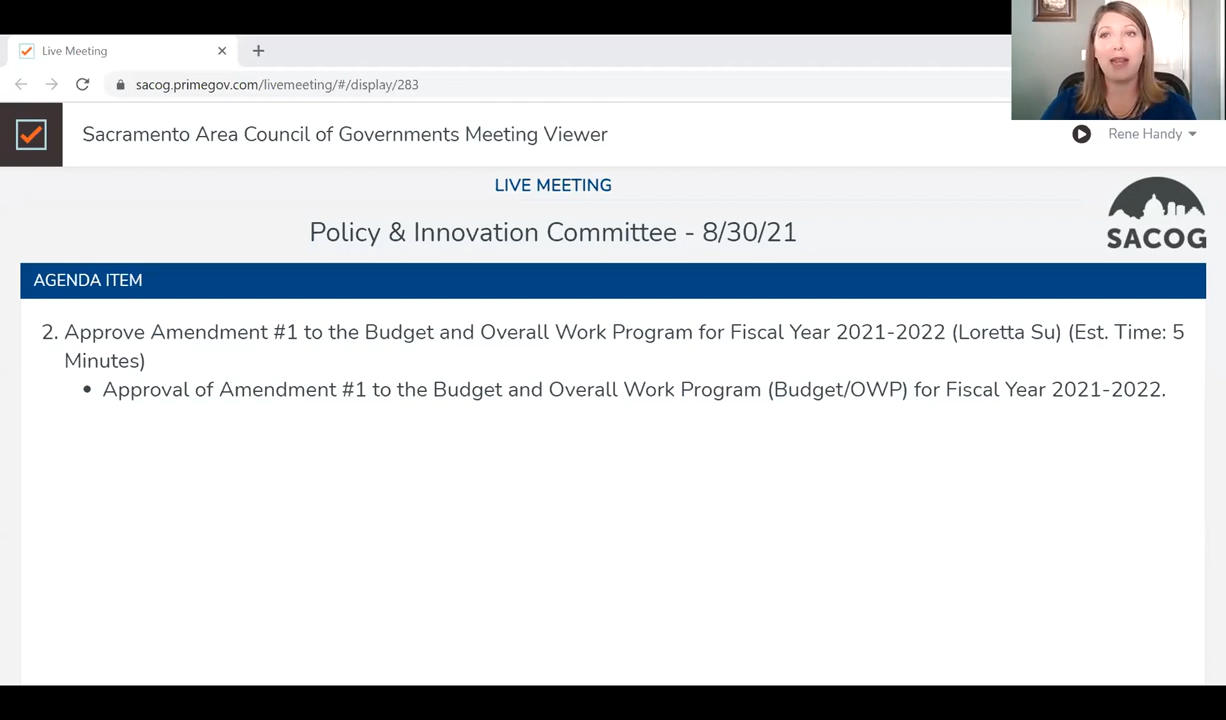 Live Meeting
sacog.primegov.com/livemeeting/#/display/283
Sacramento Area Council of Governments Meeting Viewer
Rene Handy
LIVE MEETING
Policy & Innovation Committee - 8/30/21
SACOG
AGENDA ITEM
2. Approve Amendment #1 to the Budget and Overall Work Program for Fiscal Year 2021-2022 (Loretta Su) (Est. Time: 5
Minutes)
• Approval of Amendment #1 to the Budget and Overall Work Program (Budget/OWP) for Fiscal Year 2021-2022.